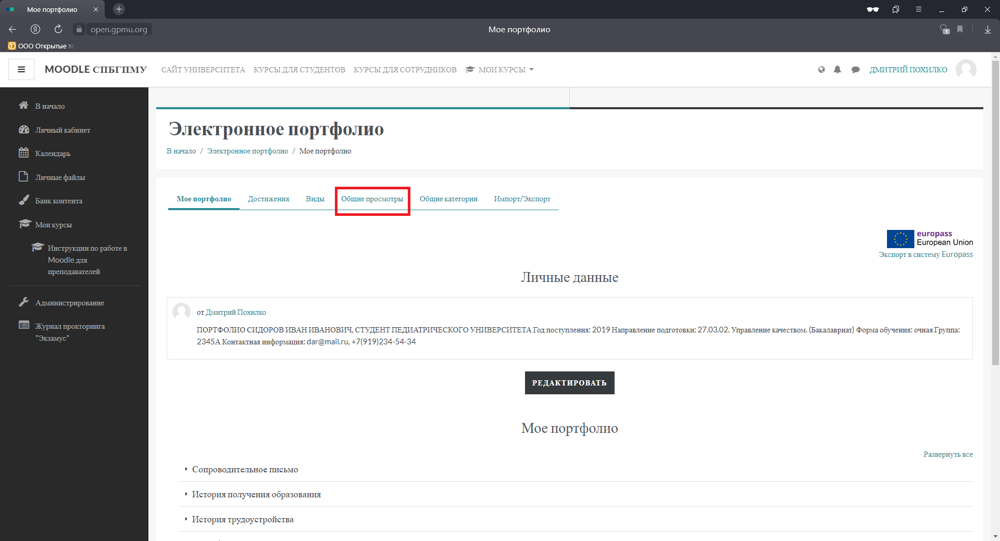 Мое портфолио
open.gpmu.org
Мое портфолио
1
ООО Открытые
MOODLE СПБГПМУ
САЙТ УНИВЕРСИТЕТА
КУРСЫ ДЛЯ СТУДЕНТОВ
КУРСЫ ДЛЯ СОТРУДНИКОВ
МОИ КУРСЫ
ДМИТРИЙ ПОХИЛКО
В начало
Личный кабинет
Календарь
Личные файлы
Банк контента
Мои курсы
Инструкции по работе в
Moodle для
преподавателей
Администрирование
Журнал прокторинга
"Экзамус"
Электронное портфолио
В начало / Электронное портфолио / Мое портфолио
Мое портфолио
Достижения
Виды
Общие просмотры
Общие категории
Импорт/Экспорт
europass
European Union
Экспорт в систему Europass
Личные данные
от Дмитрий Похилко
ПОРТФОЛИО СИДОРОВ ИВАН ИВАНОВИЧ, СТУДЕНТ ПЕДИАТРИЧЕСКОГО УНИВЕРСИТЕТА Год поступления: 2019 Направление подготовки: 27.03.02. Управление качеством. (Бакалавриат) Форма обучения: очная Группа:
2345А Контактная информация: dar@mail.ru, +7(919)234-54-34
РЕДАКТИРОВАТЬ
Мое портфолио
Развернуть все
Сопроводительное письмо
История получения образования
История трудоустройства